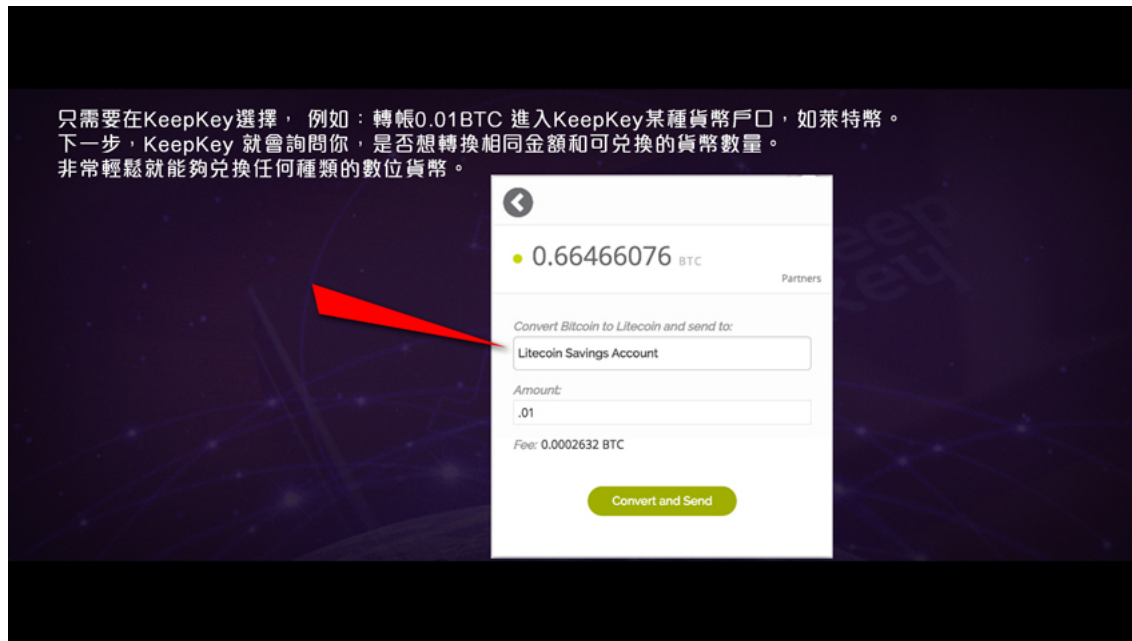 只需要在KeepKey選擇， 例如：轉帳0.01BTC 進入KeepKey某種貨幣戶口，如萊特幣。
下一步，KeepKey 就會詢問你，是否想轉換相同金額和可兌換的貨幣數量。
非常輕鬆就能夠兌換任何種類的數位貨幣。
0.66466076 BTC
Partners
Convert Bitcoin to Litecoin and send to:
Litecoin Savings Account
Amount:
.01
Fee: 0.0002632 BTC
Convert and Send
Keep
Key